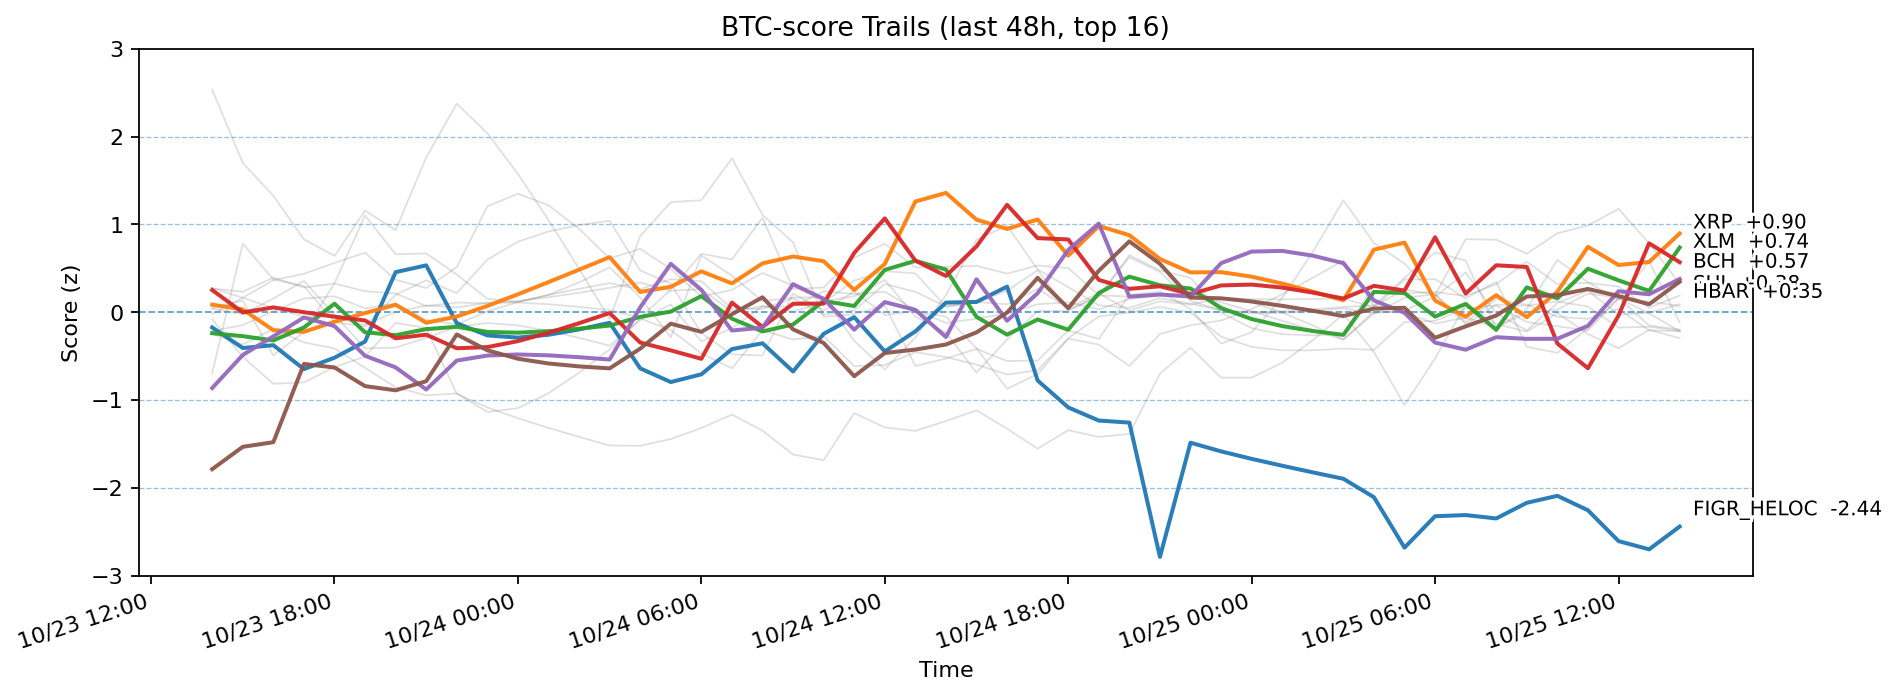 BTC-score Trails (last 48h, top 16)
Score (z)
3
2
1
0
−1
−2
−3
XRP +0.90
XLM +0.74
BCH +0.57
HBAR +0.35
FIGR_HELOC -2.44
10/23 12:00
10/23 18:00
10/24 00:00
10/24 06:00
10/24 12:00
10/24 18:00
10/25 00:00
10/25 06:00
10/25 12:00
Time